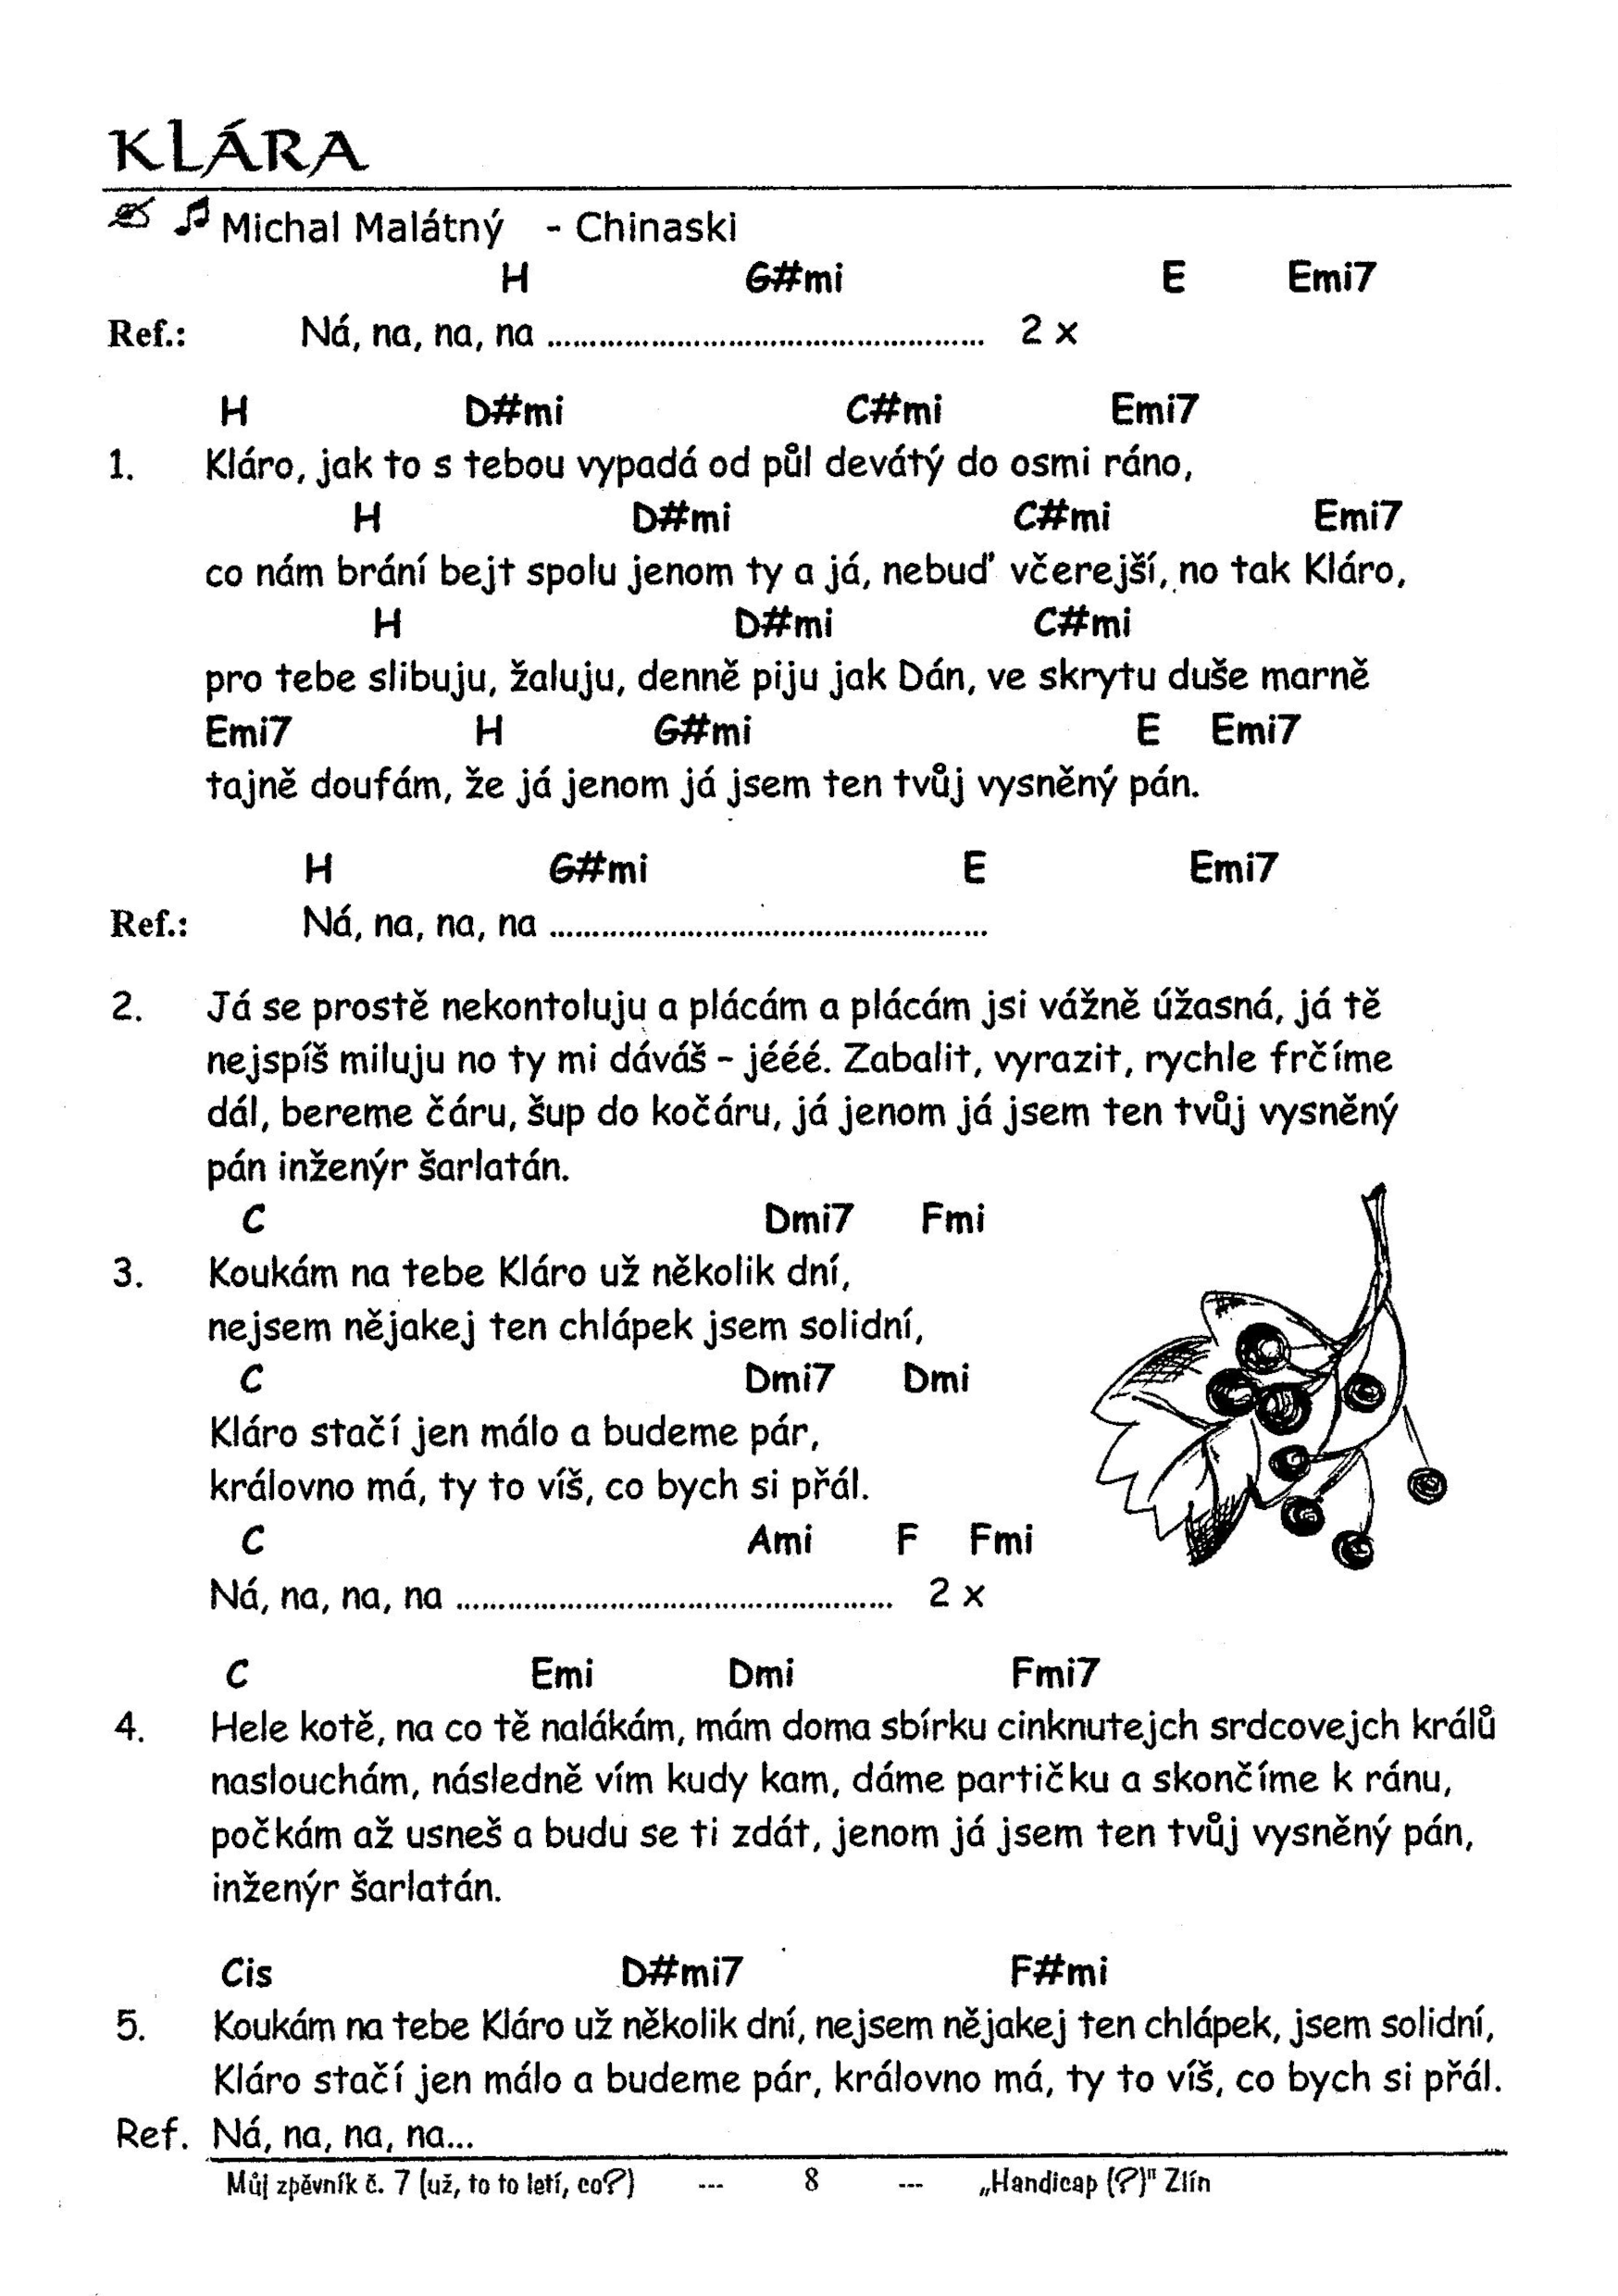 KLÁRA
Michal Malátný - Chinaski
H G#mi E Emi7
Ref.: Ná, na, na, na .................................................. 2 x
H D#mi C#mi Emi7
1. Kláro, jak to s tebou vypadá od půl devátý do osmi ráno,
H D#mi C#mi Emi7
co nám brání bejt spolu jenom ty a já, nebuď včerejší, no tak Kláro,
H D#mi C#mi
pro tebe slibuju, žaluju, denně piju jak Dán, ve skrytu duše marně
Emi7 H G#mi E Emi7
tajně doufám, že já jenom já jsem ten tvůj vysněný pán.
H G#mi E Emi7
Ref.: Ná, na, na, na ..................................................
2. Já se prostě nekontoluju a plácám a plácám jsi vážně úžasná, já tě
nejspíš miluju no ty mi dáváš - jééé. Zabalit, vyrazit, rychle frčíme
dál, bereme čáru, šup do kočáru, já jenom já jsem ten tvůj vysněný
pán inženýr šarlatán.
C Dmi7 Fmi
3. Koukám na tebe Kláro už několik dní,
nejsem nějakej ten chlápek jsem solidní,
C Dmi7 Dmi
Kláro stačí jen málo a budeme pár,
královno má, ty to víš, co bych si přál.
C Ami F Fmi
Ná, na, na, na .................................................. 2 x
C Emi Dmi Fmi7
4. Hele kotě, na co tě nalákám, mám doma sbírku cinknutejch srdcovejch králů
naslouchám, následně vím kudy kam, dáme partičku a skončíme k ránu,
počkám až usneš a budu se ti zdát, jenom já jsem ten tvůj vysněný pán,
inženýr šarlatán.
Cis D#mi7 F#mi
5. Koukám na tebe Kláro už několik dní, nejsem nějakej ten chlápek, jsem solidní,
Kláro stačí jen málo a budeme pár, královno má, ty to víš, co bych si přál.
Ref. Ná, na, na, na...
Můj zpěvník č. 7 (už, to to letí, co?) --- 8 --- „Handicap (?)" Zlín